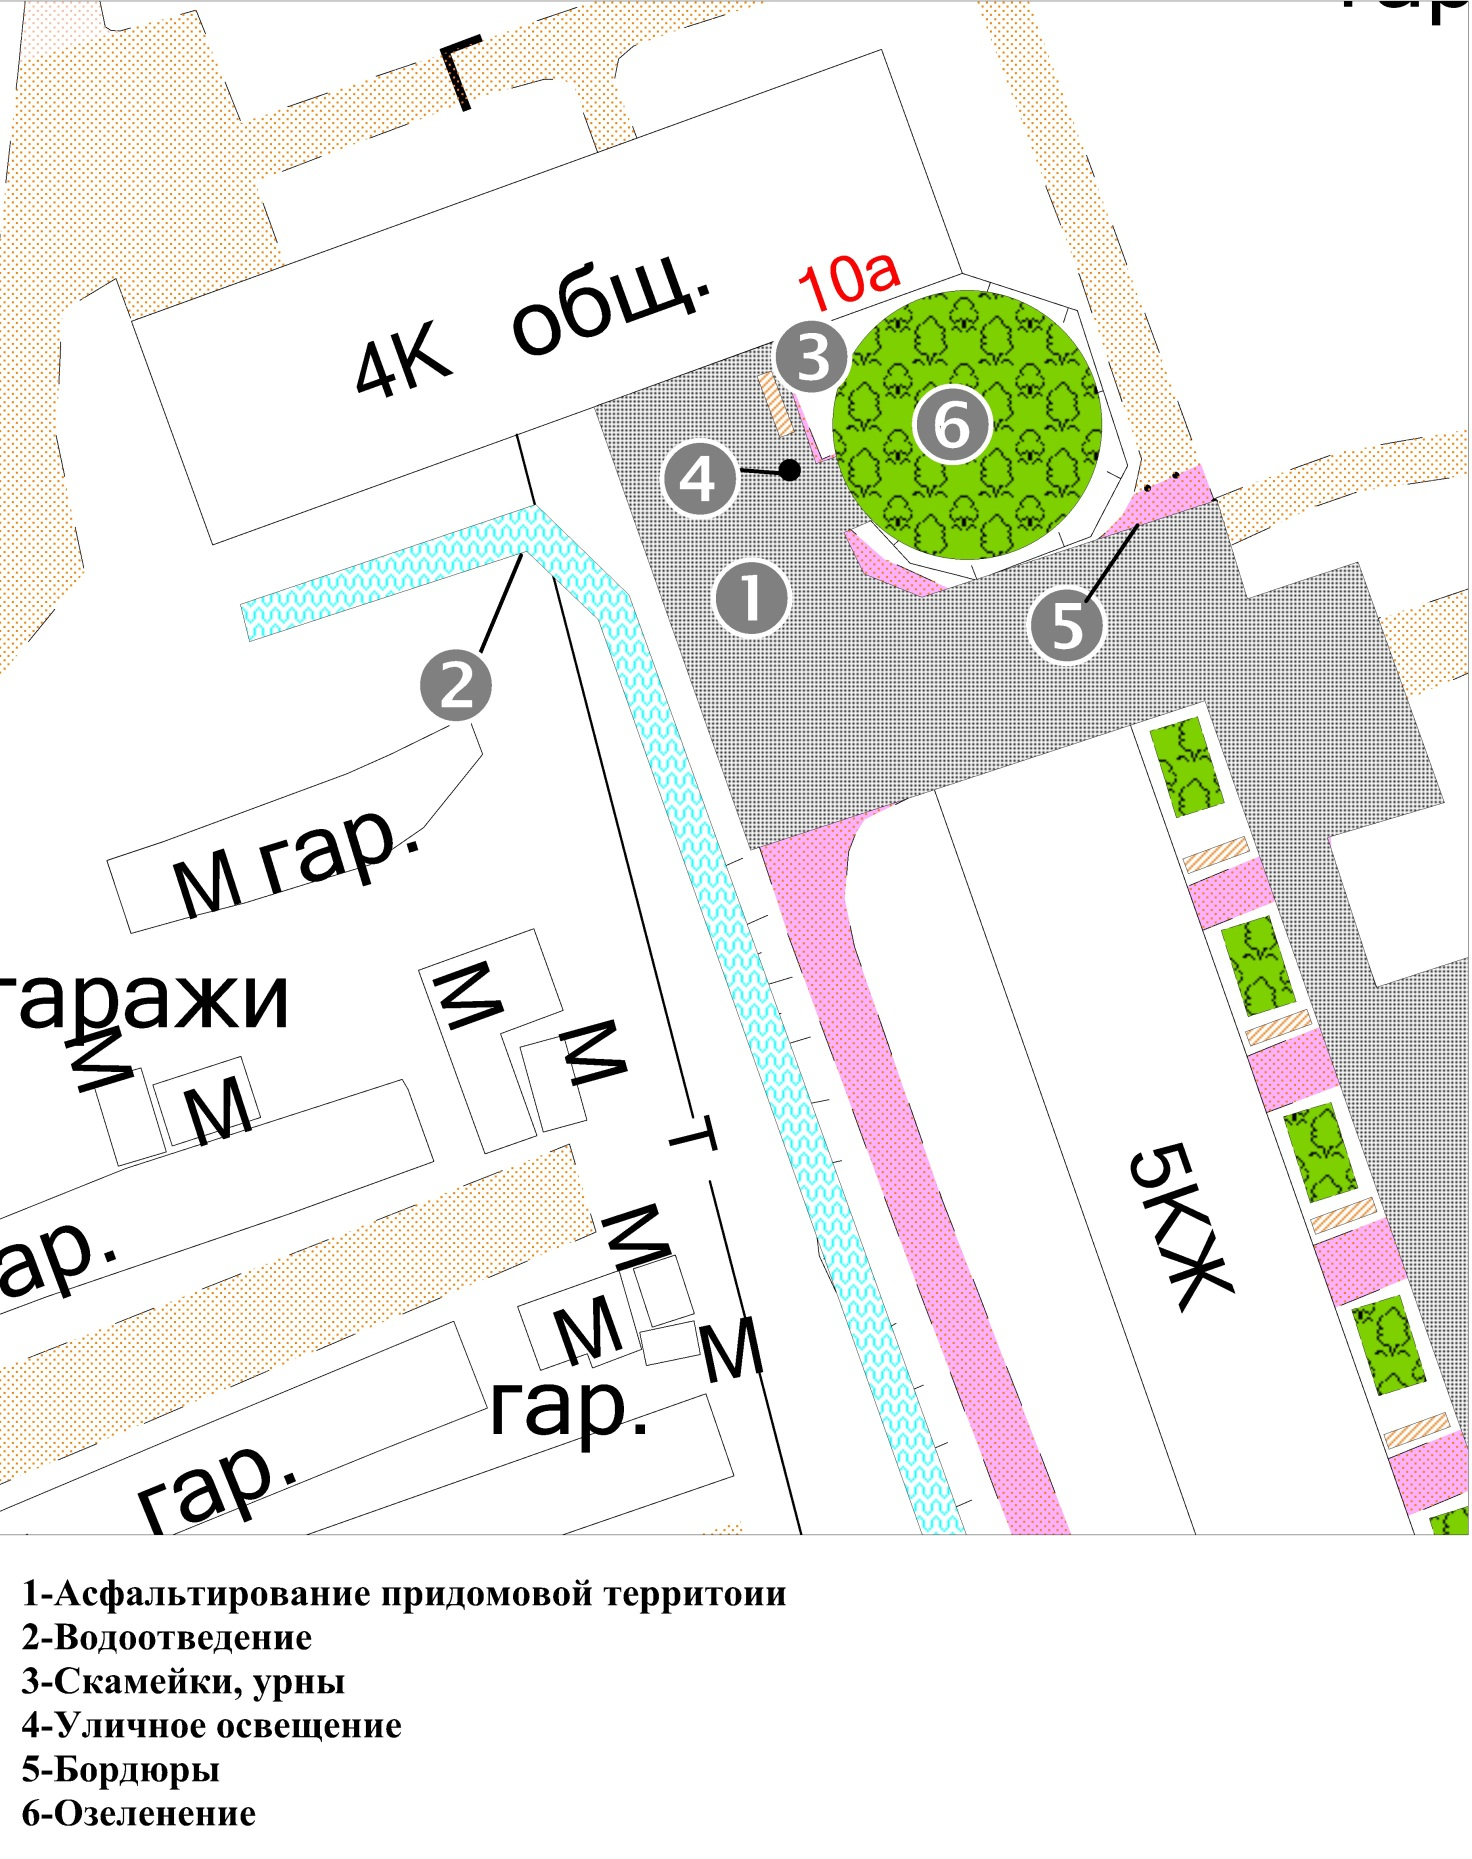 Г
4К общ.
10а
3
6
4
1
5
2
М гар.
гаражи
М
М
М
М
Т
5КЖ
М
М
М
гар.
гар.
1-Асфальтирование придомовой территоии
2-Водоотведение
3-Скамейки, урны
4-Уличное освещение
5-Бордюры
6-Озеленение